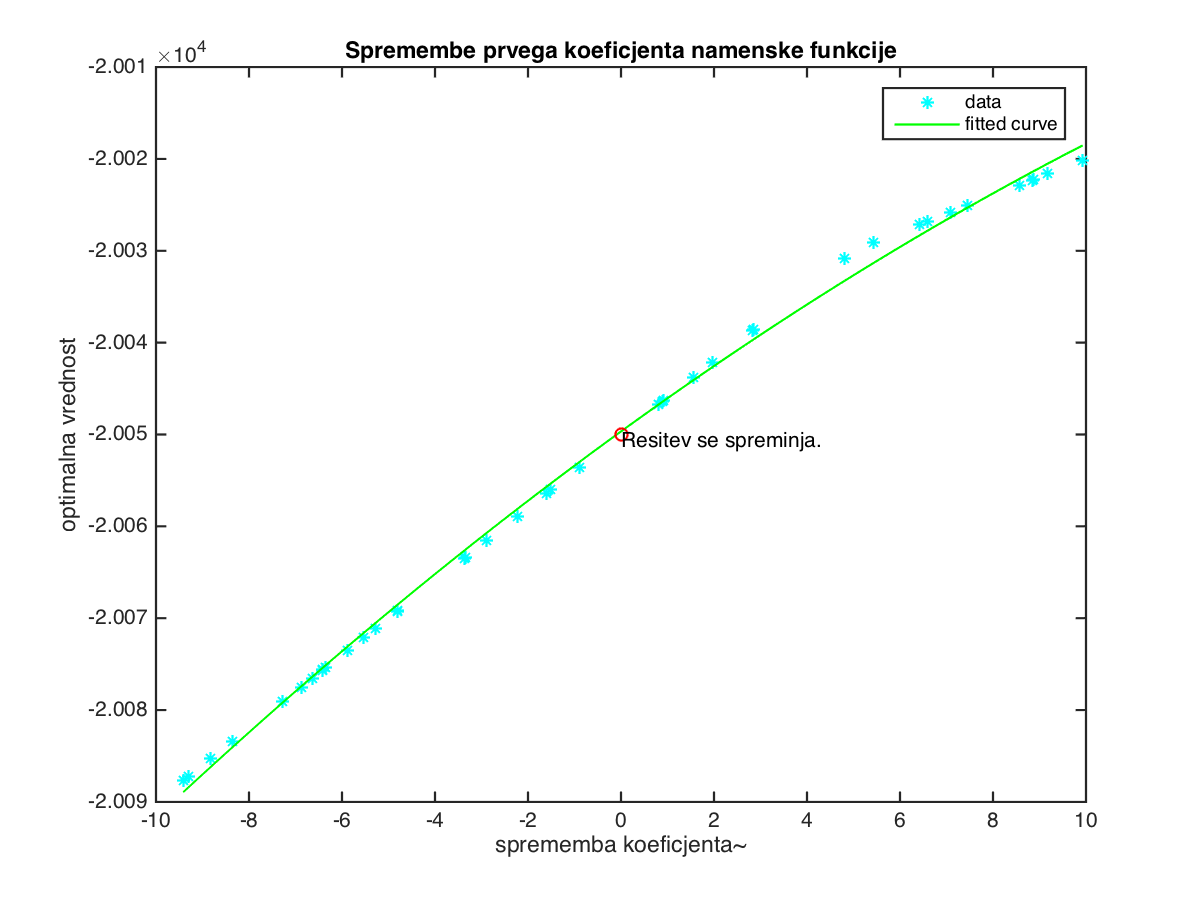 Spremembe prvega koeficjenta namenske funkcije
×10^4
-2.001
-2.002
-2.003
-2.004
-2.005
-2.006
-2.007
-2.008
-2.009
optimalna vrednost
data
fitted curve
Resitev se spreminja.
-10 -8 -6 -4 -2 0 2 4 6 8 10
sprememba koeficjenta~